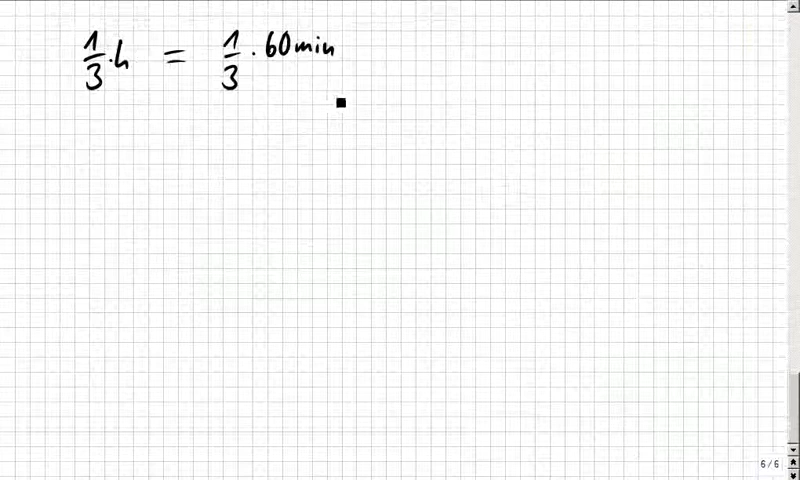 1/3 · h = 1/3 · 60min
6/6